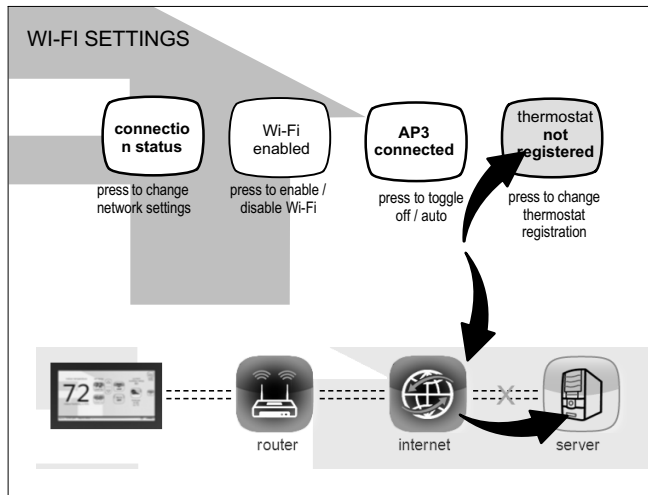 WI-FI SETTINGS
connectio
n status
Wi-Fi
enabled
AP3
connected
thermostat
not
registered
press to change
network settings
press to enable /
disable Wi-Fi
press to toggle
off / auto
press to change
thermostat
registration
72
router
internet
server